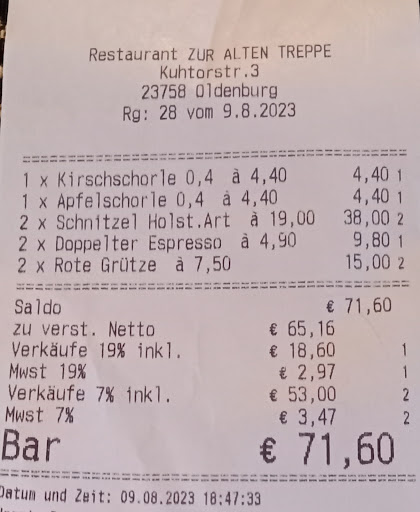 Restaurant ZUR ALTEN TREPPE
Kuhtorstr.3
23758 Oldenburg
Rg: 28 vom 9.8.2023
1 x Kirschschorle 0,4 à 4,40 4,40 1
1 x Apfelschorle 0,4 à 4,40 4,40 1
2 x Schnitzel Holst.Art à 19,00 38,00 2
2 x Doppelter Espresso à 4,90 9,80 1
2 x Rote Grütze à 7,50 15,00 2
Saldo € 71,60
zu verst. Netto € 65,16
Verkäufe 19% inkl. € 18,60 1
Mwst 19% € 2,97 1
Verkäufe 7% inkl. € 53,00 2
Mwst 7% € 3,47 2
Bar € 71,60
Datum und Zeit: 09.08.2023 18:47:33